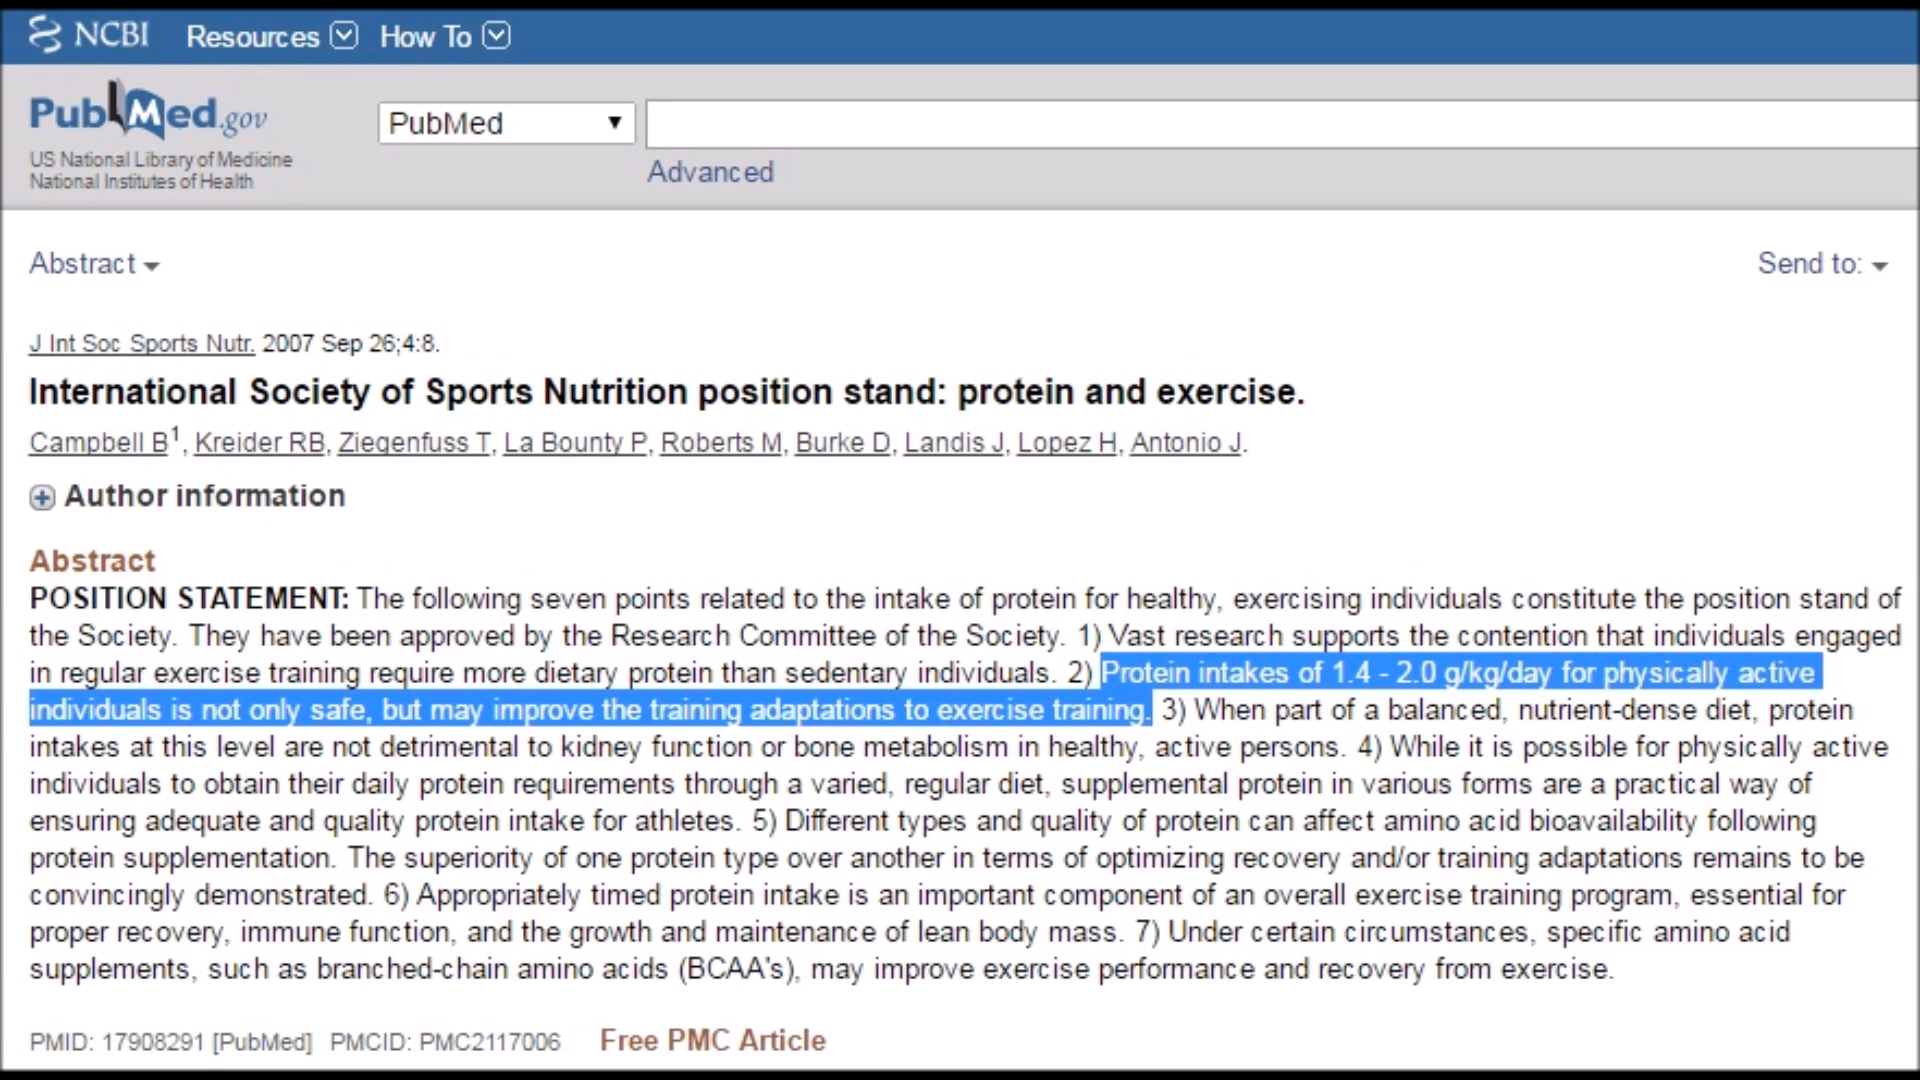 NCBI Resources How To
PubMed.gov
US National Library of Medicine
National Institutes of Health
PubMed
Advanced
Abstract
Send to:
J Int Soc Sports Nutr. 2007 Sep 26;4:8.
International Society of Sports Nutrition position stand: protein and exercise.
Campbell B1, Kreider RB, Ziegenfuss T, La Bounty P, Roberts M, Burke D, Landis J, Lopez H, Antonio J.
Author information
Abstract
POSITION STATEMENT: The following seven points related to the intake of protein for healthy, exercising individuals constitute the position stand of
the Society. They have been approved by the Research Committee of the Society. 1) Vast research supports the contention that individuals engaged
in regular exercise training require more dietary protein than sedentary individuals. 2) Protein intakes of 1.4 - 2.0 g/kg/day for physically active
individuals is not only safe, but may improve the training adaptations to exercise training. 3) When part of a balanced, nutrient-dense diet, protein
intakes at this level are not detrimental to kidney function or bone metabolism in healthy, active persons. 4) While it is possible for physically active
individuals to obtain their daily protein requirements through a varied, regular diet, supplemental protein in various forms are a practical way of
ensuring adequate and quality protein intake for athletes. 5) Different types and quality of protein can affect amino acid bioavailability following
protein supplementation. The superiority of one protein type over another in terms of optimizing recovery and/or training adaptations remains to be
convincingly demonstrated. 6) Appropriately timed protein intake is an important component of an overall exercise training program, essential for
proper recovery, immune function, and the growth and maintenance of lean body mass. 7) Under certain circumstances, specific amino acid
supplements, such as branched-chain amino acids (BCAA's), may improve exercise performance and recovery from exercise.
PMID: 17908291 [PubMed] PMCID: PMC2117006 Free PMC Article